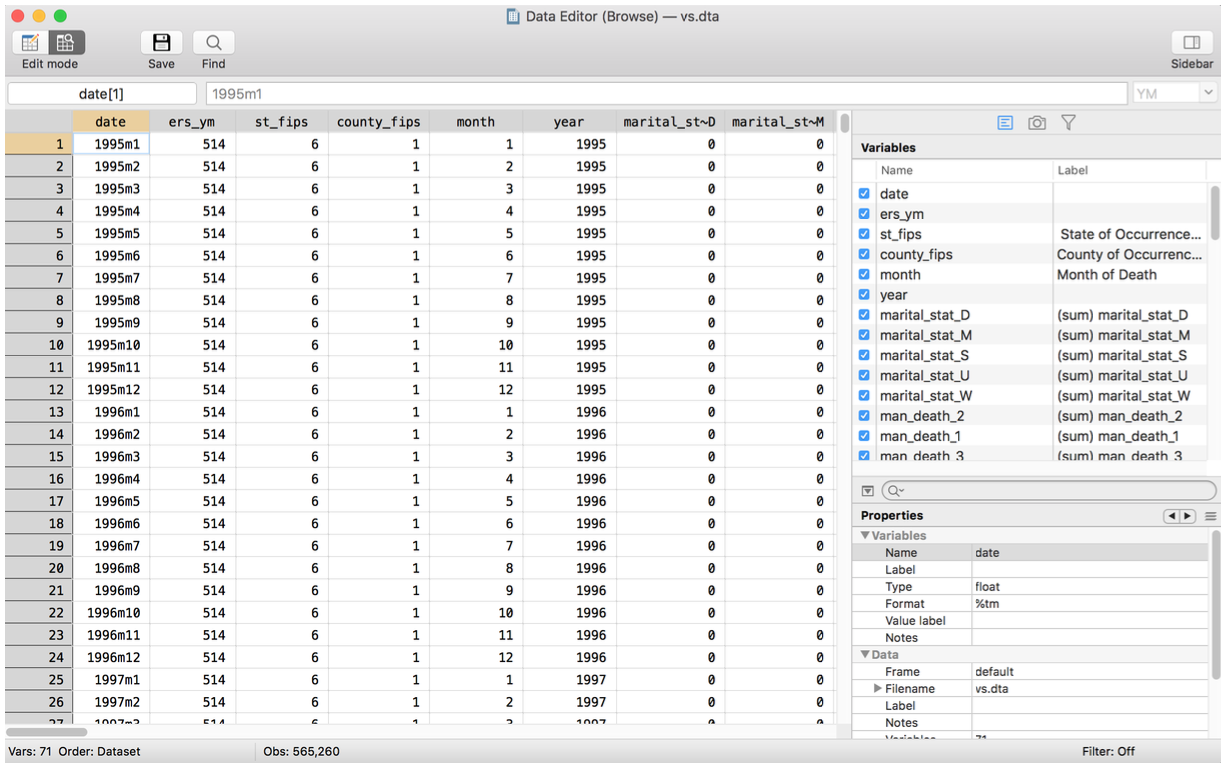 Data Editor (Browse) — vs.dta
Edit mode Save Find Sidebar
date[1] 1995m1 YM
date ers_ym st_fips county_fips month year marital_st~D marital_st~M
1 1995m1 514 6 1 1 1995 0 0
2 1995m2 514 6 1 2 1995 0 0
3 1995m3 514 6 1 3 1995 0 0
4 1995m4 514 6 1 4 1995 0 0
5 1995m5 514 6 1 5 1995 0 0
6 1995m6 514 6 1 6 1995 0 0
7 1995m7 514 6 1 7 1995 0 0
8 1995m8 514 6 1 8 1995 0 0
9 1995m9 514 6 1 9 1995 0 0
10 1995m10 514 6 1 10 1995 0 0
11 1995m11 514 6 1 11 1995 0 0
12 1995m12 514 6 1 12 1995 0 0
13 1996m1 514 6 1 1 1996 0 0
14 1996m2 514 6 1 2 1996 0 0
15 1996m3 514 6 1 3 1996 0 0
16 1996m4 514 6 1 4 1996 0 0
17 1996m5 514 6 1 5 1996 0 0
18 1996m6 514 6 1 6 1996 0 0
19 1996m7 514 6 1 7 1996 0 0
20 1996m8 514 6 1 8 1996 0 0
21 1996m9 514 6 1 9 1996 0 0
22 1996m10 514 6 1 10 1996 0 0
23 1996m11 514 6 1 11 1996 0 0
24 1996m12 514 6 1 12 1996 0 0
25 1997m1 514 6 1 1 1997 0 0
26 1997m2 514 6 1 2 1997 0 0
27 1997m3 514 6 1 3 1997 0 0
Variables
Name Label
date
ers_ym
st_fips State of Occurrence...
county_fips County of Occurrenc...
month Month of Death
year
marital_stat_D (sum) marital_stat_D
marital_stat_M (sum) marital_stat_M
marital_stat_S (sum) marital_stat_S
marital_stat_U (sum) marital_stat_U
marital_stat_W (sum) marital_stat_W
man_death_2 (sum) man_death_2
man_death_1 (sum) man_death_1
man_death_3 (sum) man_death_3
Properties
Variables
Name date
Label
Type float
Format %tm
Value label
Notes
Data
Frame default
Filename vs.dta
Label
Notes
Variables 71
Vars: 71 Order: Dataset Obs: 565,260 Filter: Off